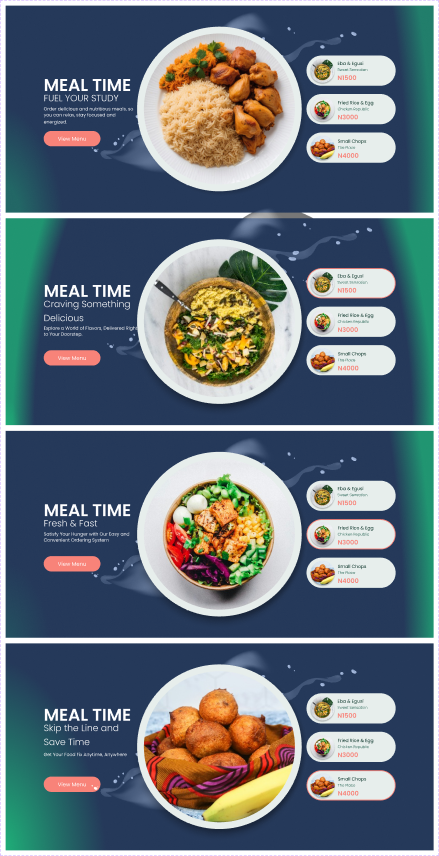 MEAL TIME
FUEL YOUR STUDY
Order delicious and nutritious meals, so
you can relax, stay focused and
energized.
View Menu
Eba & Egusi
Sweet Sensation
N1500
Fried Rice & Egg
Chicken Republic
N3000
Small Chops
The Place
N4000
MEAL TIME
Craving Something
Delicious
Explore a World of Flavors, Delivered Right
to Your Doorstep.
View Menu
Eba & Egusi
Sweet Sensation
N1500
Fried Rice & Egg
Chicken Republic
N3000
Small Chops
The Place
N4000
MEAL TIME
Fresh & Fast
Satisfy Your Hunger with Our Easy and
Convenient Ordering System
View Menu
Eba & Egusi
Sweet Sensation
N1500
Fried Rice & Egg
Chicken Republic
N3000
Small Chops
The Place
N4000
MEAL TIME
Skip the Line and
Save Time
Get Your Food Fix Anytime, Anywhere
View Menu
Eba & Egusi
Sweet Sensation
N1500
Fried Rice & Egg
Chicken Republic
N3000
Small Chops
The Place
N4000